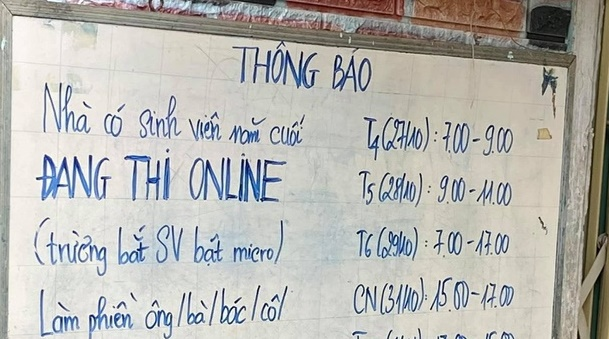 THÔNG BÁO
Nhà có sinh viên năm cuối
ĐANG THI ONLINE
(trường bắt SV bật micro)
Làm phiền ông/bà/bác/cô/
T4 (27/10): 7.00 - 9.00
T5 (28/10): 9.00 - 11.00
T6 (29/10): 7.00 - 17.00
CN (31/10): 15.00 - 17.00